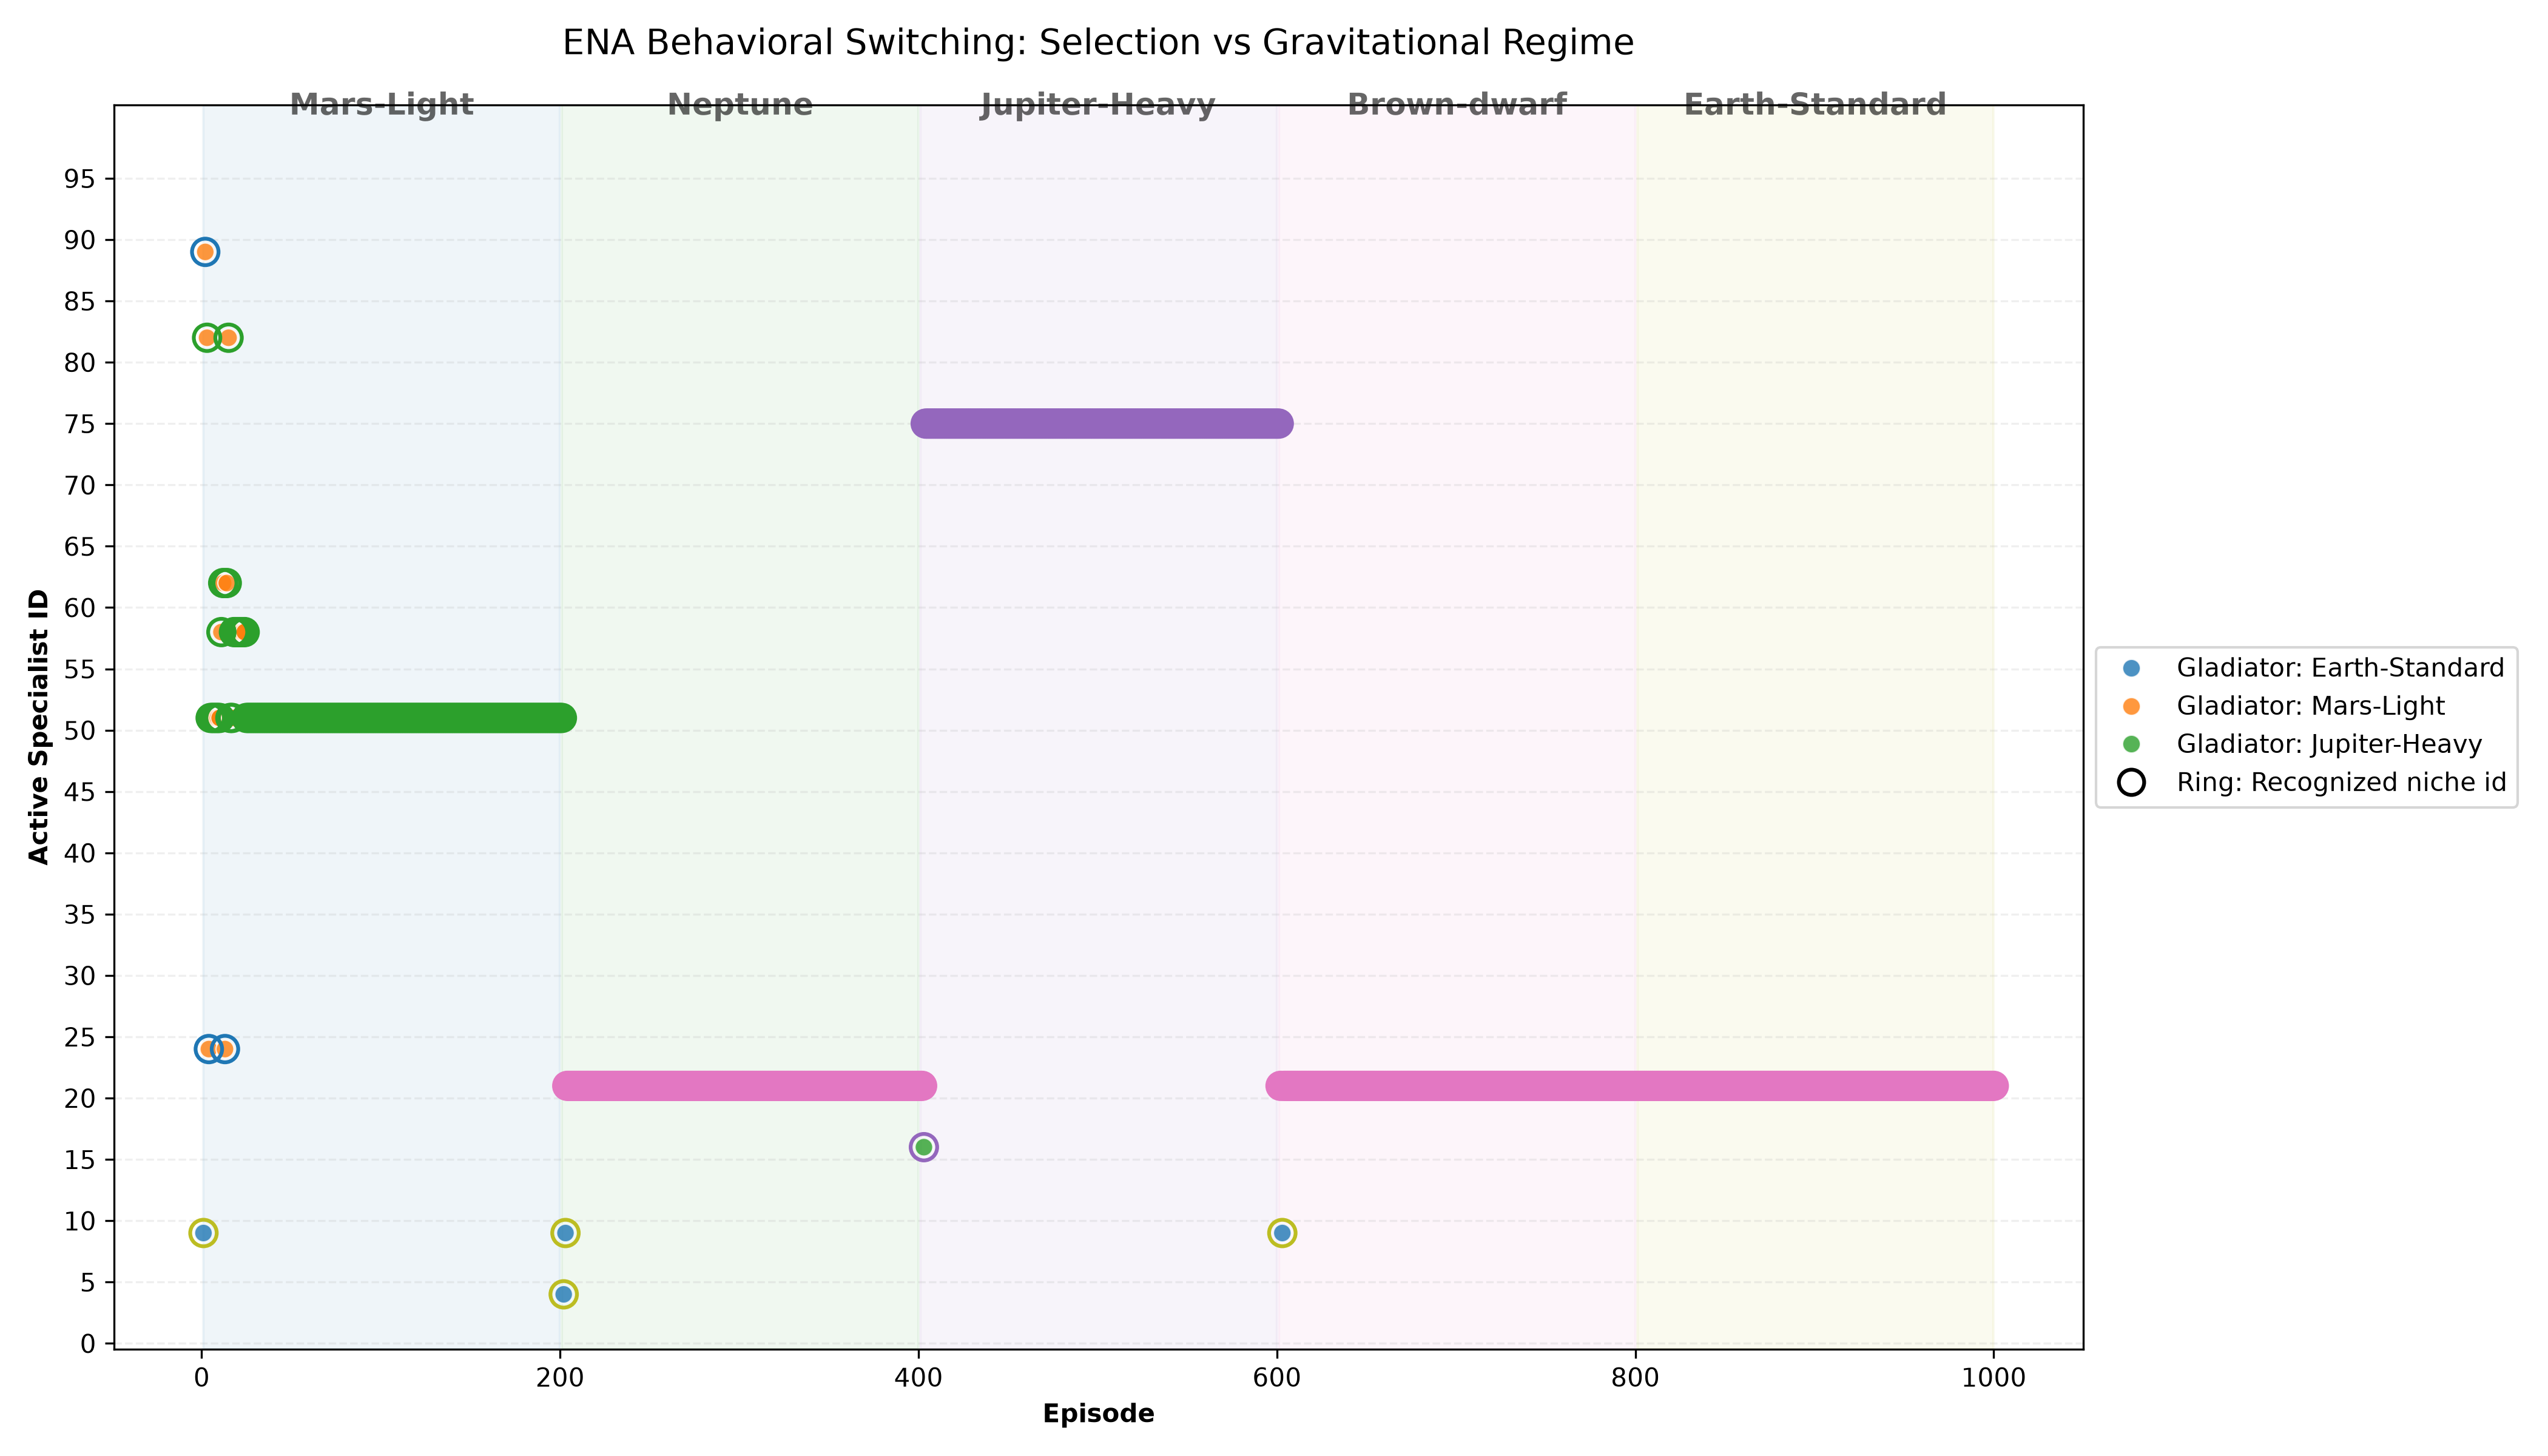 ENA Behavioral Switching: Selection vs Gravitational Regime
Mars-Light Neptune Jupiter-Heavy Brown-dwarf Earth-Standard
95
90
85
80
75
70
65
60
55
50
45
40
35
30
25
20
15
10
5
0
Active Specialist ID
0 200 400 600 800 1000
Episode
Gladiator: Earth-Standard
Gladiator: Mars-Light
Gladiator: Jupiter-Heavy
Ring: Recognized niche id